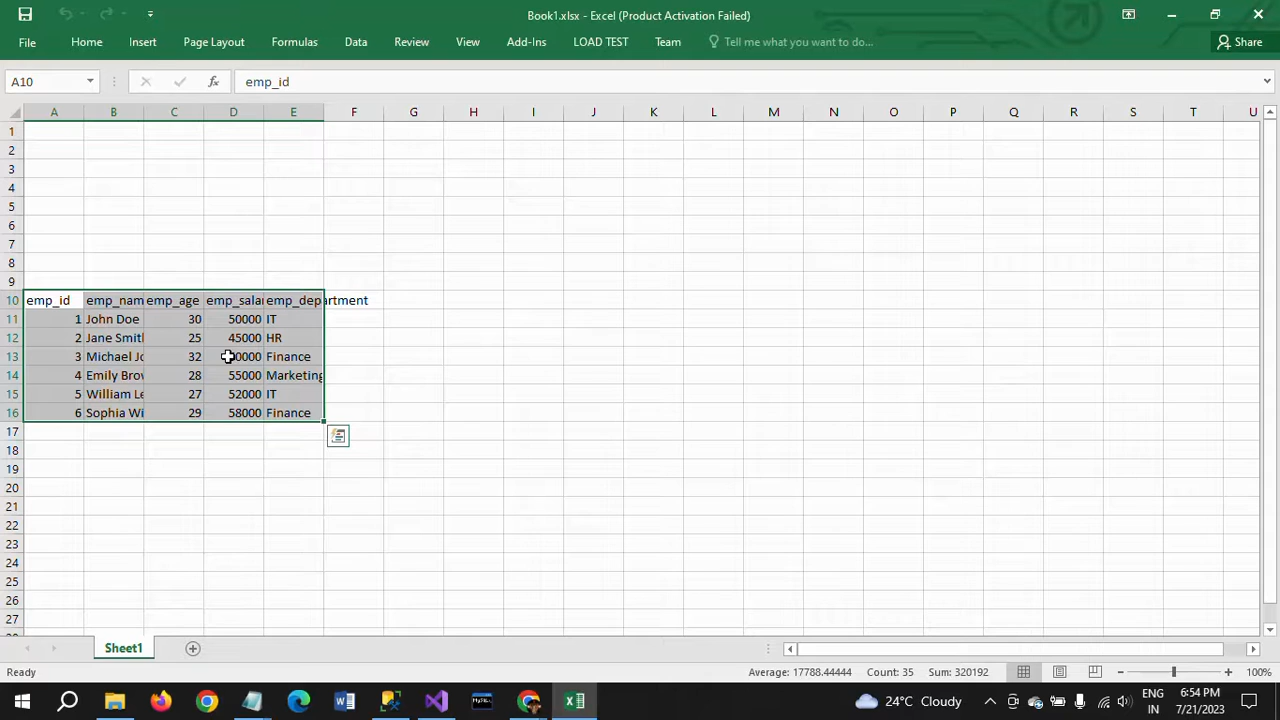 Book1.xlsx - Excel (Product Activation Failed)
File Home Insert Page Layout Formulas Data Review View Add-Ins LOAD TEST Team Tell me what you want to do... Share
A10 fx emp_id
A B C D E F G H I J K L M N O P Q R S T U
1
2
3
4
5
6
7
8
9
10 emp_id emp_nam emp_age emp_salar emp_department
11 1 John Doe 30 50000 IT
12 2 Jane Smit 25 45000 HR
13 3 Michael Jo 32 0000 Finance
14 4 Emily Brov 28 55000 Marketing
15 5 William Le 27 52000 IT
16 6 Sophia Wi 29 58000 Finance
17
18
19
20
21
22
23
24
25
26
27
Sheet1
Ready Average: 17788.44444 Count: 35 Sum: 320192 100%
24°C Cloudy ENG 6:54 PM
IN 7/21/2023